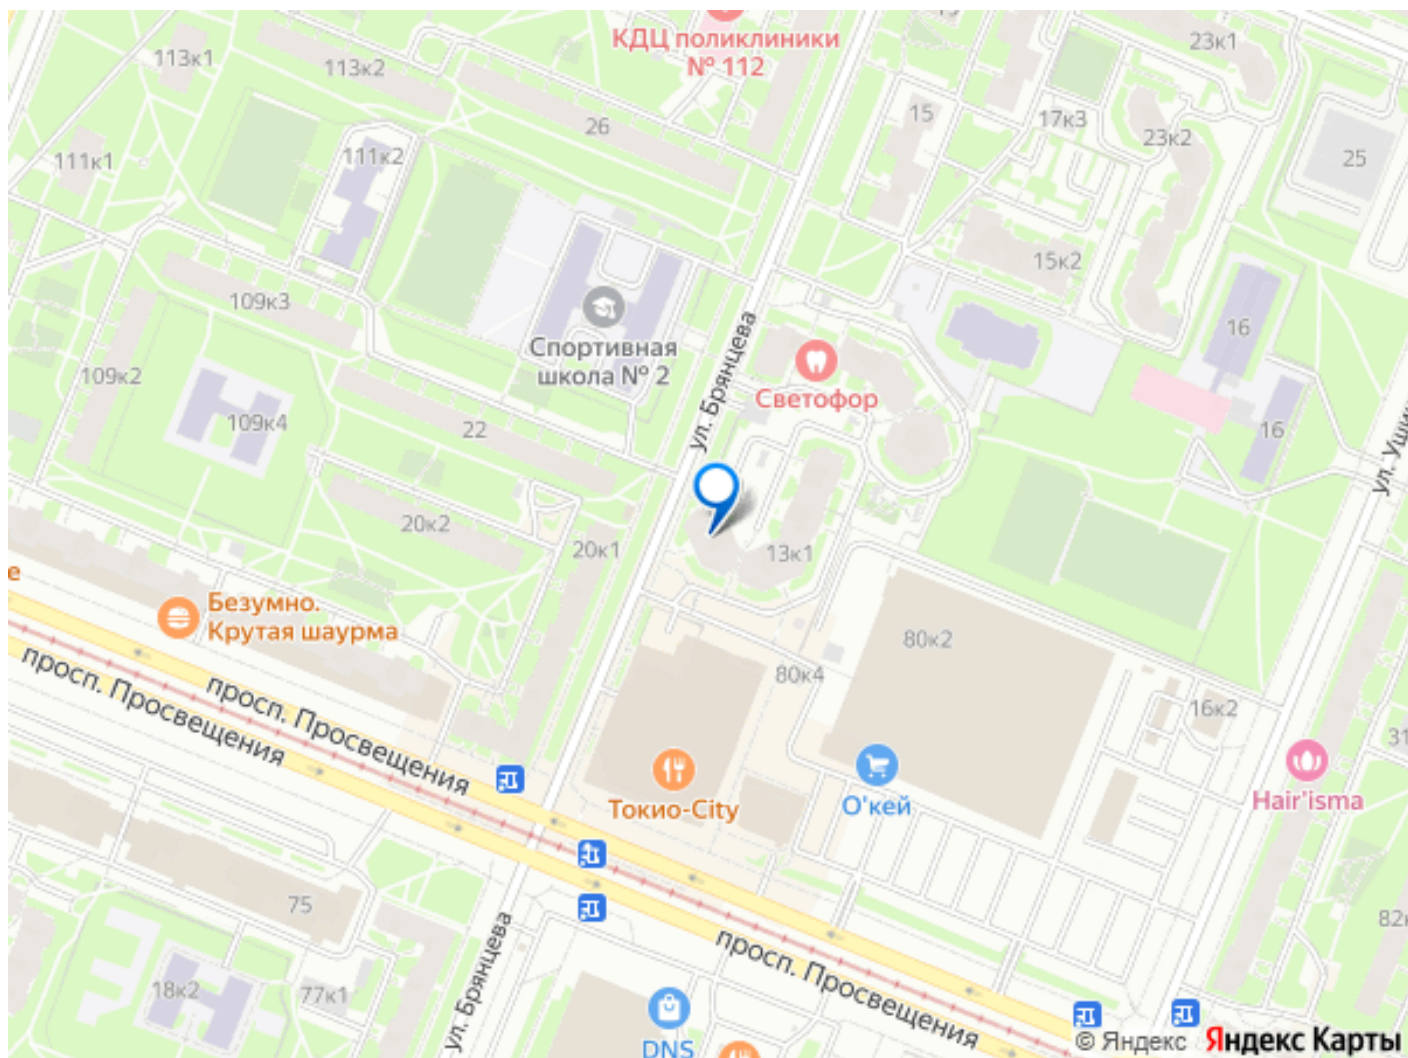 113к1
113к2
КДЦ поликлиники
№ 112
23к1
15
17к3
23к2
25
26
111к1
111к2
109к3
15к2
16
Спортивная
школа № 2
ул. Брянцева
Светофор
109к2
109к4
22
16
20к2
20к1
13к1
е
Безумно.
Крутая шаурма
80к2
80к4
16к2
31
просп. Просвещения
просп. Просвещения
Токио-City
О'кей
Hair'isma
75
82к
ул. Брянцева
просп. Просвещения
18к2
77к1
DNS
© Яндекс Яндекс Карты